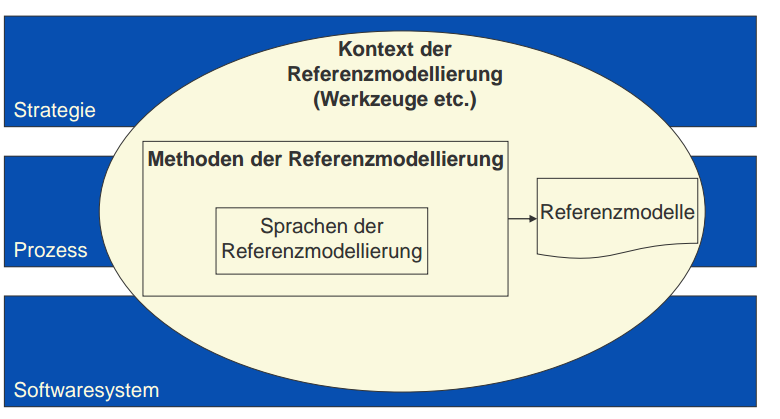 Kontext der
Referenzmodellierung
(Werkzeuge etc.)
Strategie
Methoden der Referenzmodellierung
Sprachen der
Referenzmodellierung
Referenzmodelle
Prozess
Softwaresystem